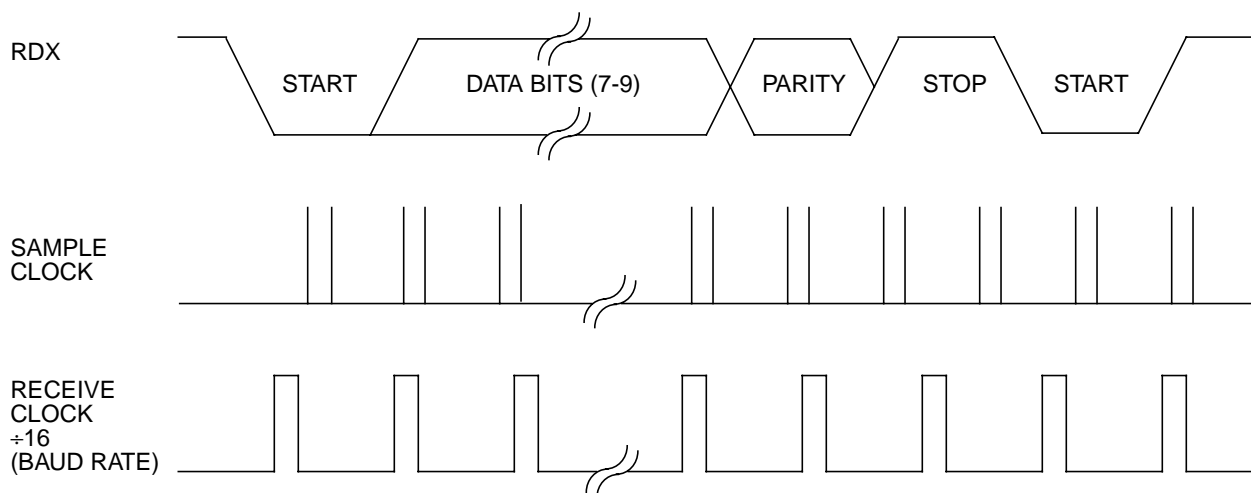 RDX
START
DATA BITS (7-9)
PARITY
STOP
START
SAMPLE
CLOCK
RECEIVE
CLOCK
÷16
(BAUD RATE)